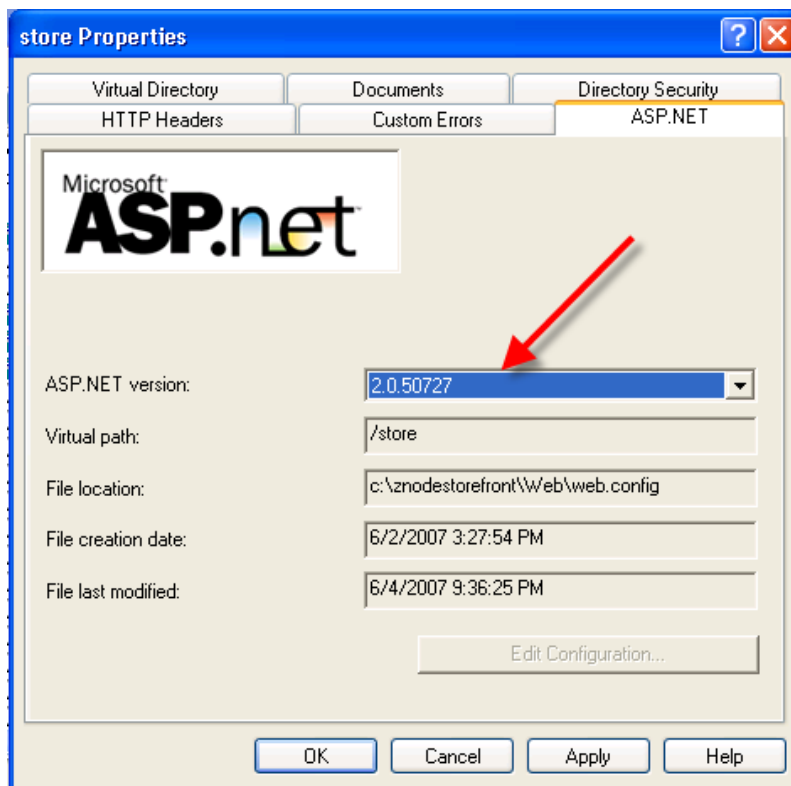 store Properties
Virtual Directory Documents Directory Security
HTTP Headers Custom Errors ASP.NET
Microsoft
ASP.net
ASP.NET version: 2.0.50727
Virtual path: /store
File location: c:\znodestorefront\Web\web.config
File creation date: 6/2/2007 3:27:54 PM
File last modified: 6/4/2007 9:36:25 PM
Edit Configuration...
OK Cancel Apply Help